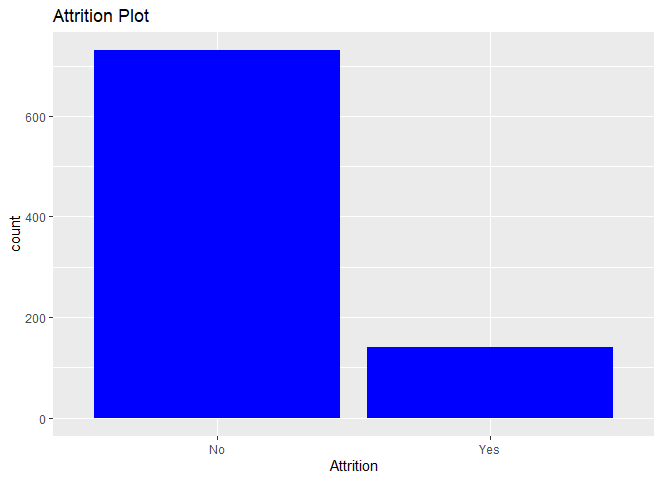 Attrition Plot
count
600
400
200
0
No Yes
Attrition